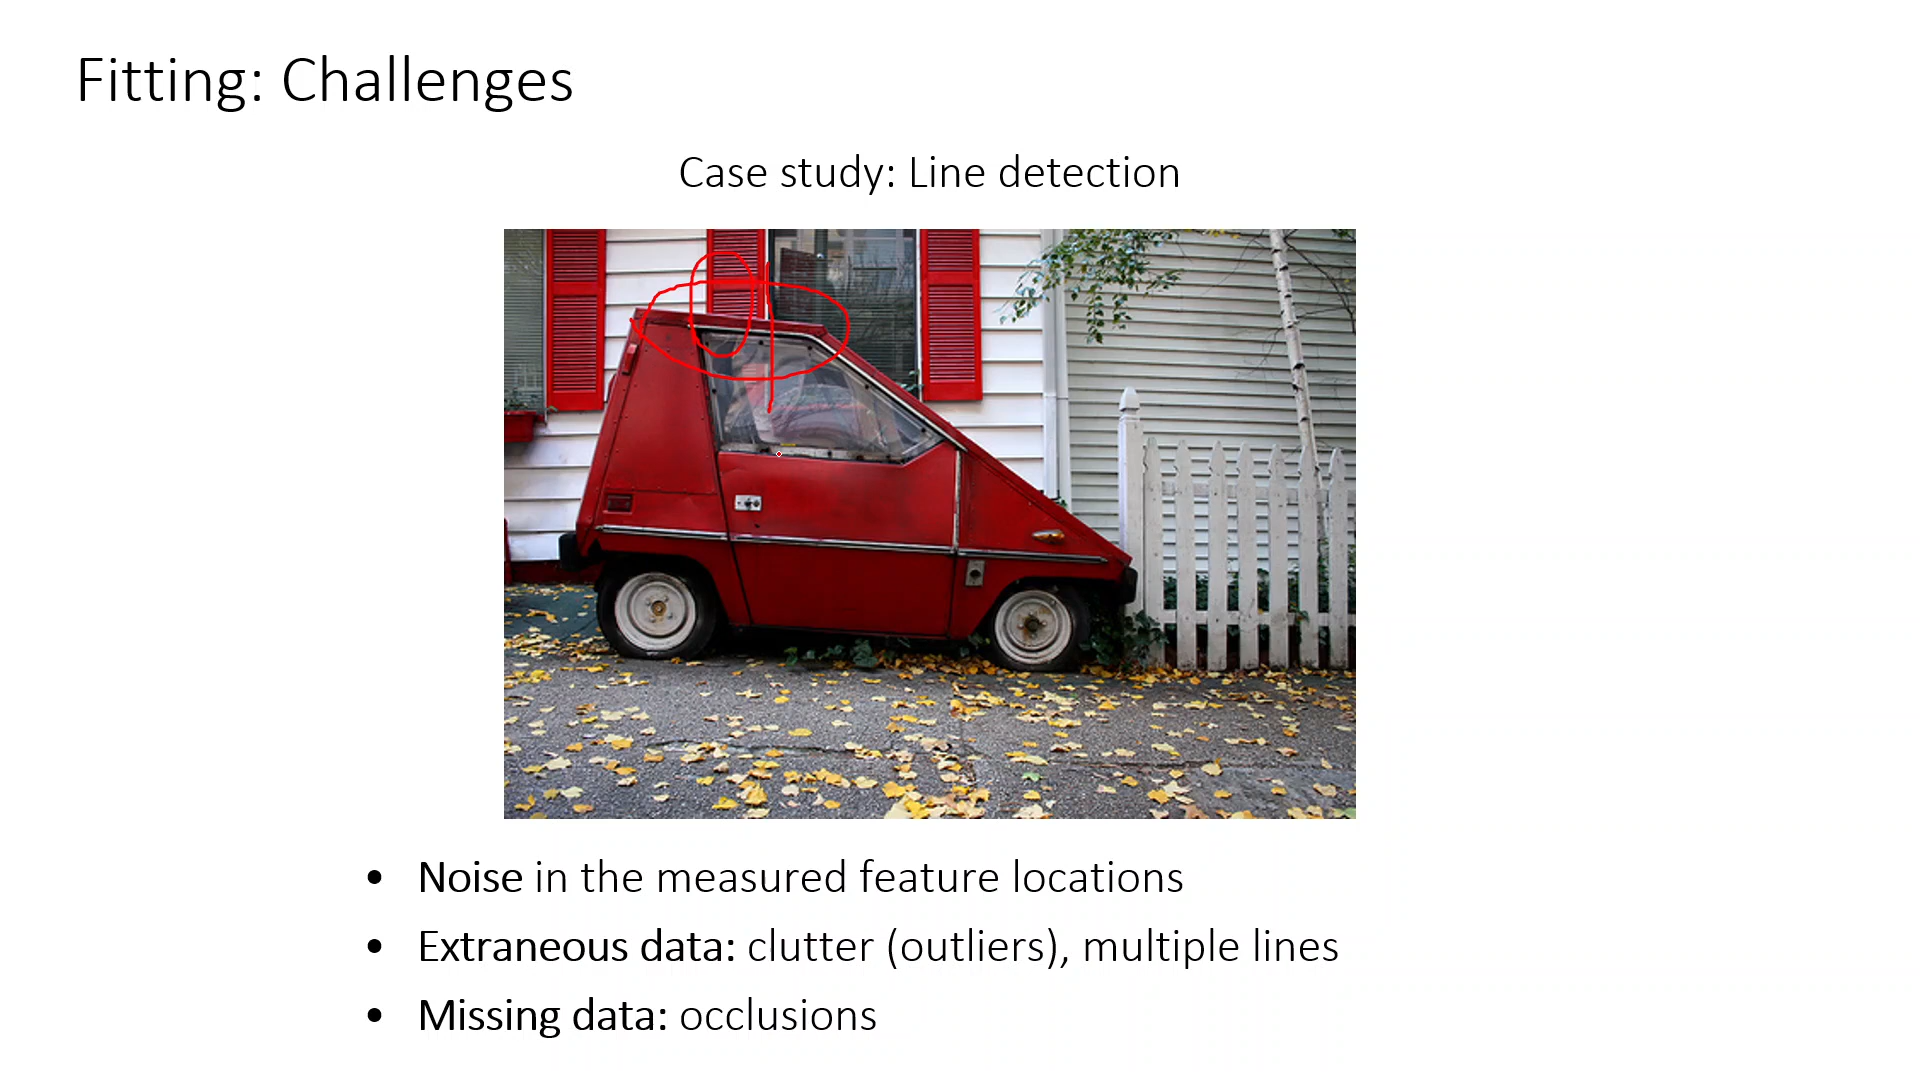 Fitting: Challenges
Case study: Line detection
• Noise in the measured feature locations
• Extraneous data: clutter (outliers), multiple lines
• Missing data: occlusions